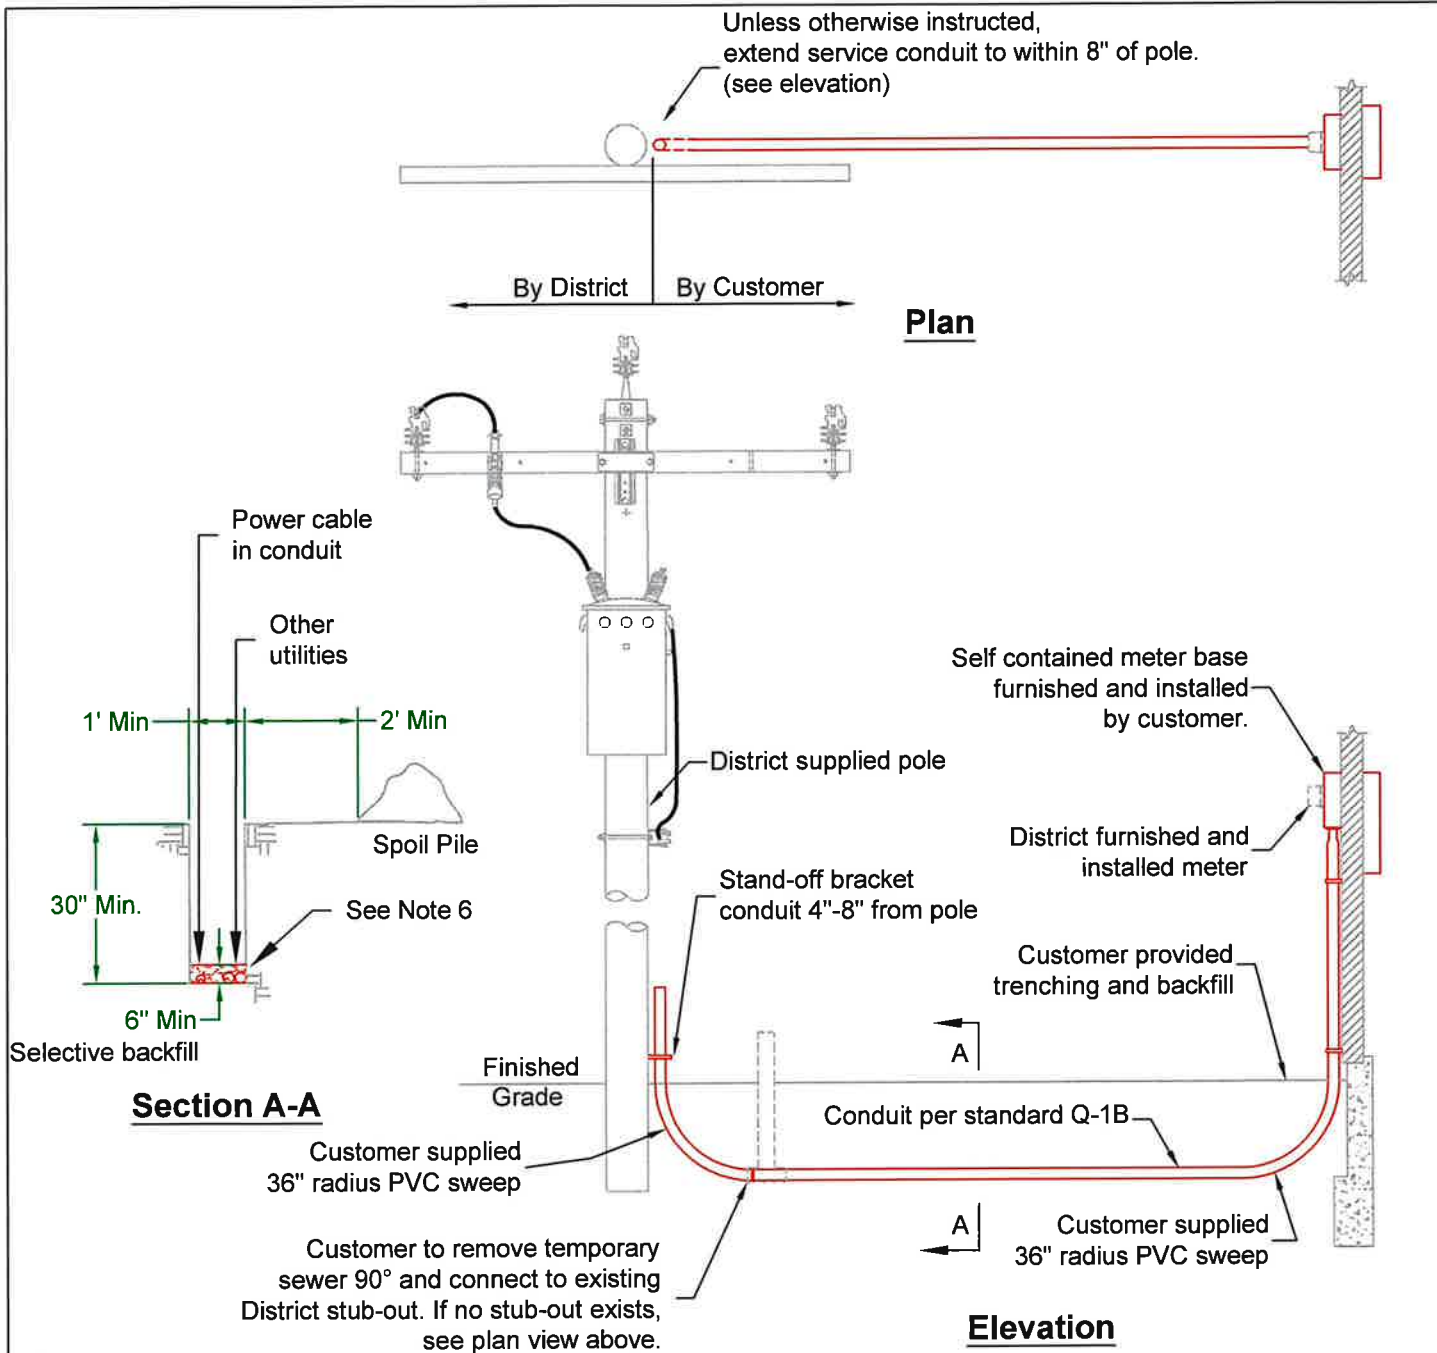 Unless otherwise instructed,
extend service conduit to within 8" of pole.
(see elevation)
By District
By Customer
Plan
Power cable
in conduit
Other
utilities
1' Min
2' Min
Spoil Pile
30" Min.
See Note 6
6" Min
Selective backfill
Section A-A
District supplied pole
Self contained meter base
furnished and installed
by customer.
District furnished and
installed meter
Stand-off bracket
conduit 4"-8" from pole
Customer provided
trenching and backfill
A
Finished
Grade
Conduit per standard Q-1B
Customer supplied
36" radius PVC sweep
A
Customer supplied
36" radius PVC sweep
Customer to remove temporary
sewer 90° and connect to existing
District stub-out. If no stub-out exists,
see plan view above.
Elevation